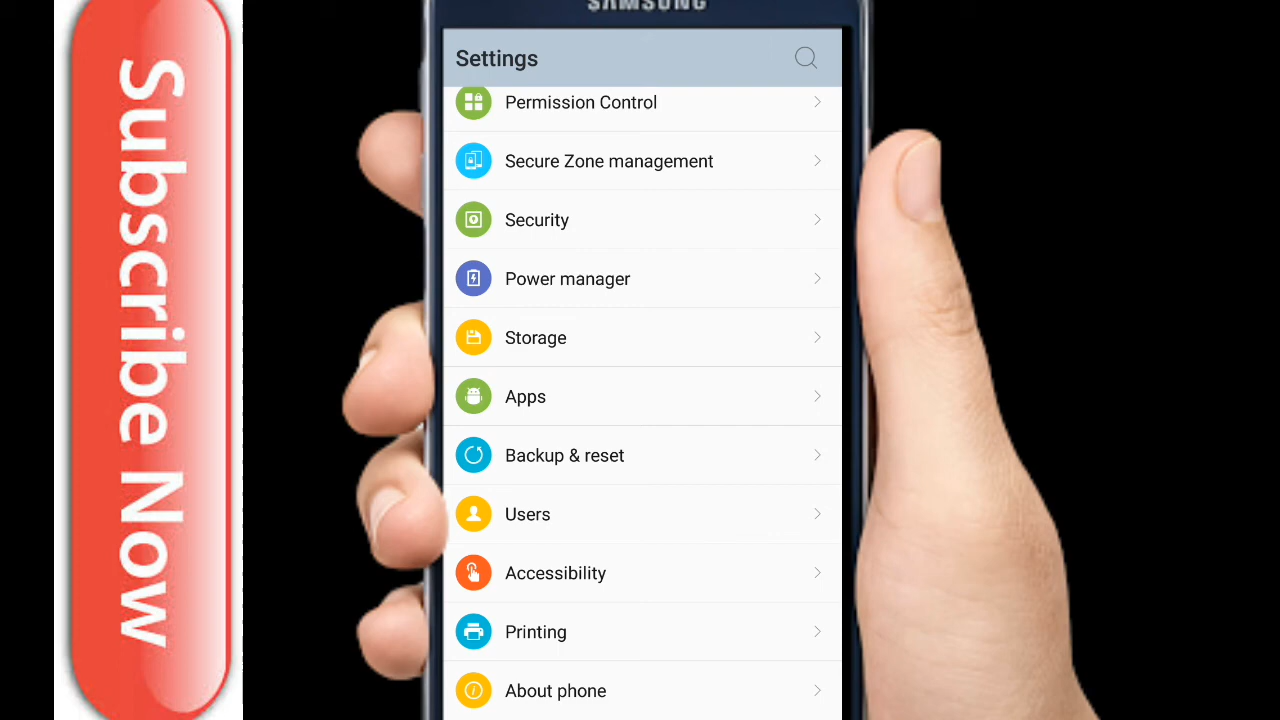 Subscribe Now
SAMSUNG
Settings
Permission Control
Secure Zone management
Security
Power manager
Storage
Apps
Backup & reset
Users
Accessibility
Printing
About phone